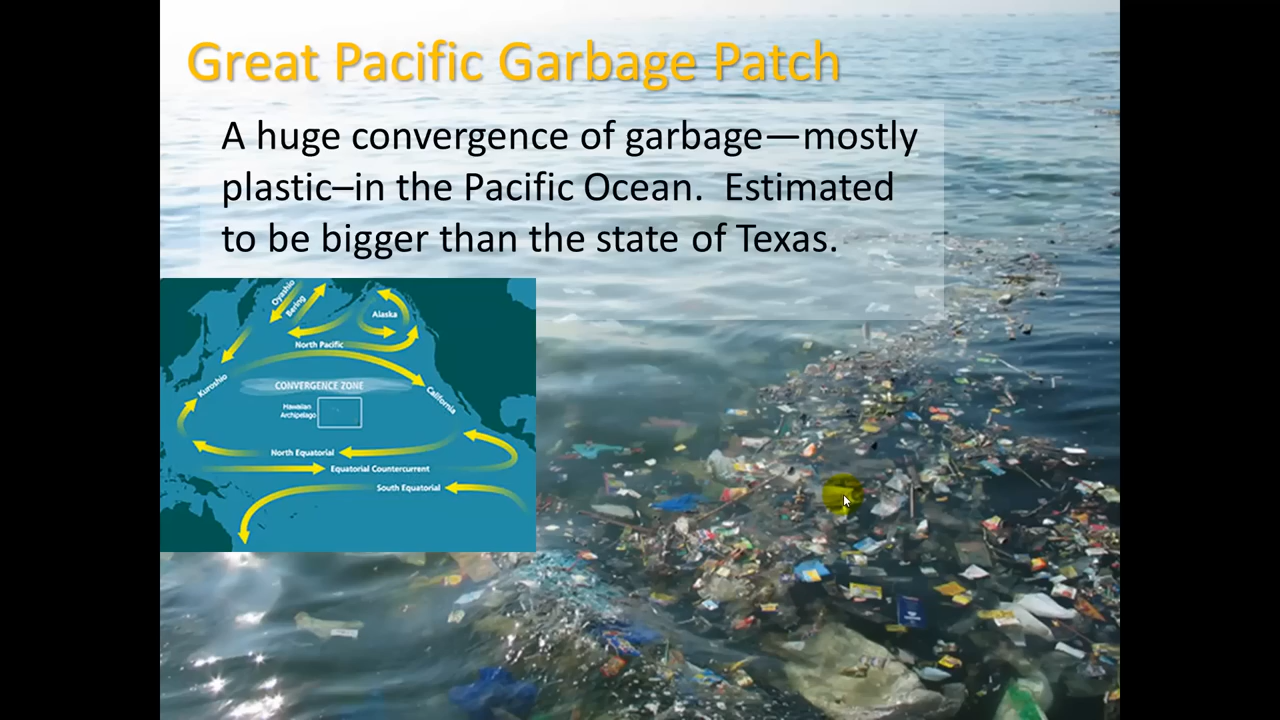 Great Pacific Garbage Patch
A huge convergence of garbage—mostly
plastic–in the Pacific Ocean.  Estimated
to be bigger than the state of Texas.
Oyashio
Bering
Alaska
North Pacific
Kuroshio
CONVERGENCE ZONE
California
Hawaiian
Archipelago
North Equatorial
Equatorial Countercurrent
South Equatorial